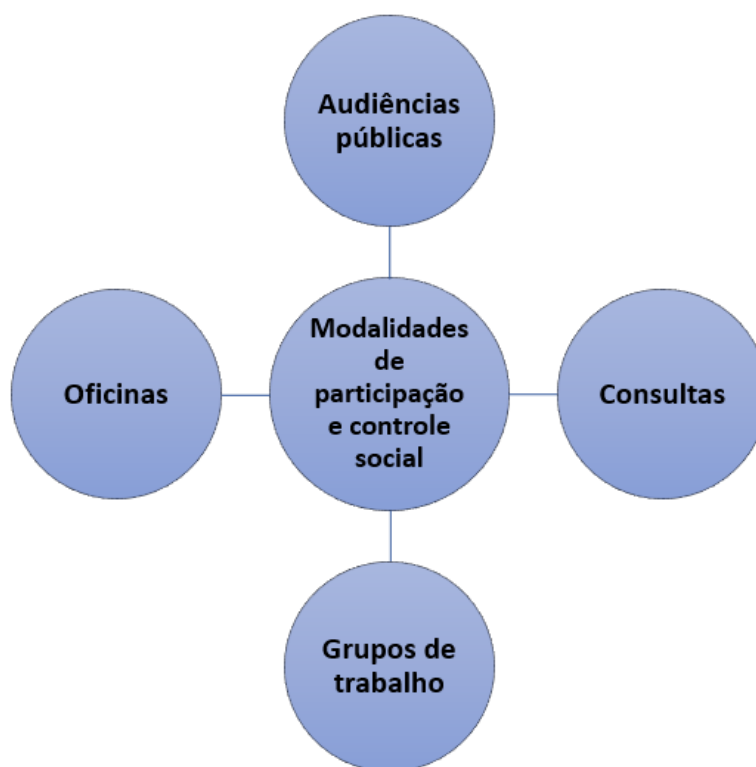 Audiências
públicas
Modalidades
de
participação
e controle
social
Oficinas
Consultas
Grupos de
trabalho